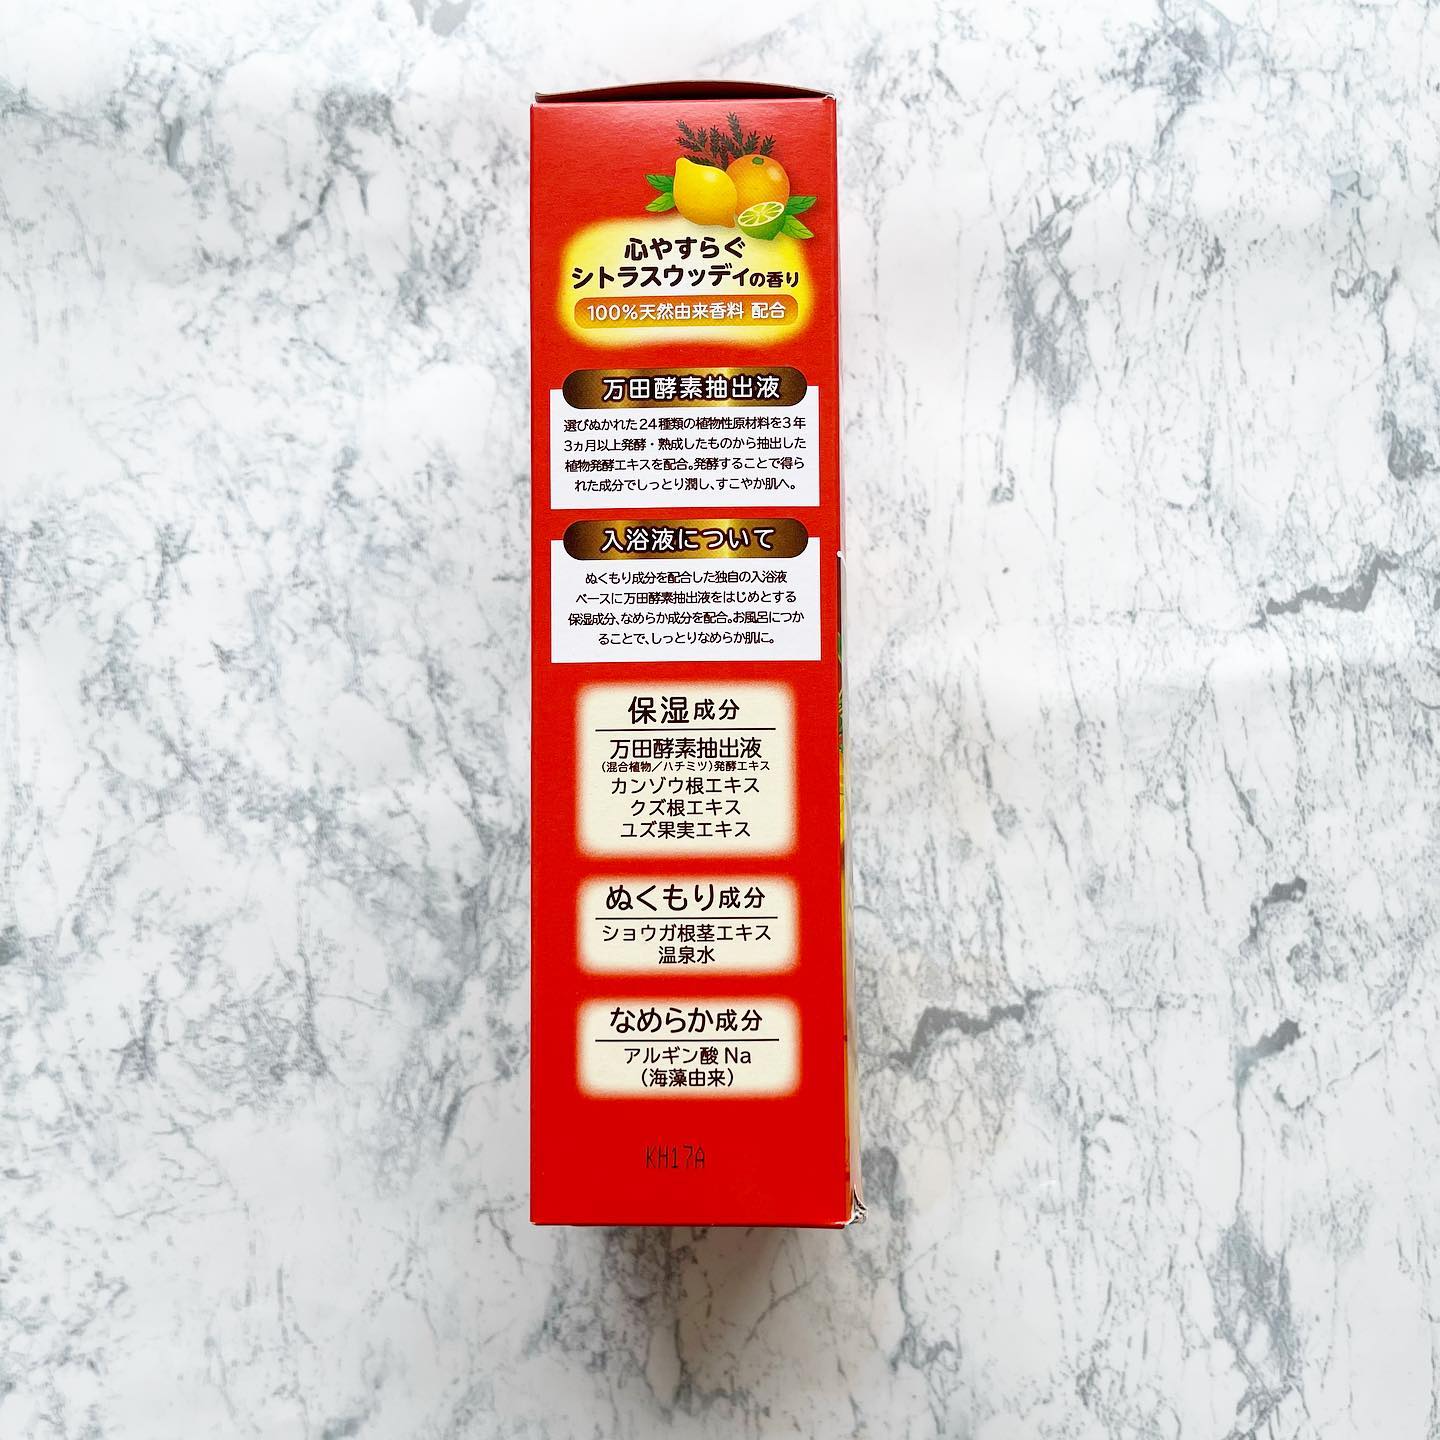 心やすらぐ
シトラスウッディの香り
100%天然由来香料 配合
万田酵素抽出液
選びぬかれた24種類の植物性原材料を3年
3ヵ月以上発酵・熟成したものから抽出した
植物発酵エキスを配合。発酵することで得ら
れた成分でしっとり潤し、すこやか肌へ。
入浴液について
ぬくもり成分を配合した独自の入浴液
ベースに万田酵素抽出液をはじめとする
保湿成分、なめらか成分を配合。お風呂につか
ることで、しっとりなめらか肌に。
保湿成分
万田酵素抽出液
(混合植物/ハチミツ)発酵エキス
カンゾウ根エキス
クズ根エキス
ユズ果実エキス
ぬくもり成分
ショウガ根茎エキス
温泉水
なめらか成分
アルギン酸 Na
(海藻由来)
KH17A